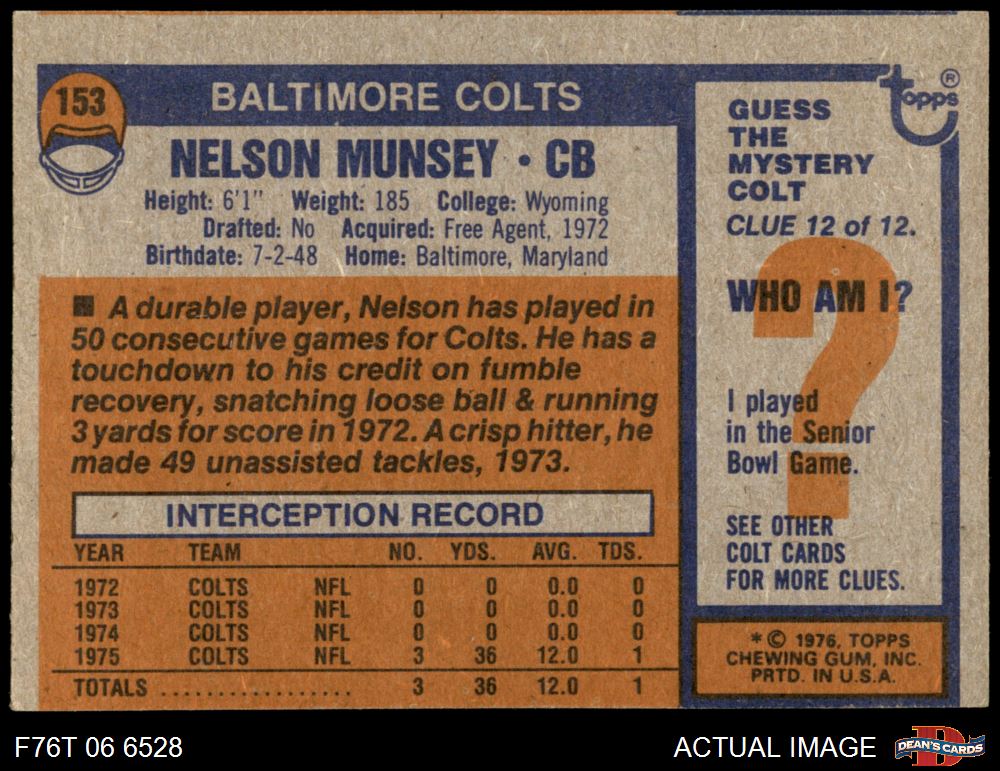 153
BALTIMORE COLTS
NELSON MUNSEY • CB
Height: 6'1" Weight: 185 College: Wyoming
Drafted: No Acquired: Free Agent, 1972
Birthdate: 7-2-48 Home: Baltimore, Maryland
■ A durable player, Nelson has played in
50 consecutive games for Colts. He has a
touchdown to his credit on fumble
recovery, snatching loose ball & running
3 yards for score in 1972. A crisp hitter, he
made 49 unassisted tackles, 1973.
INTERCEPTION RECORD
YEAR TEAM NO. YDS. AVG. TDS.
1972 COLTS NFL 0 0 0.0 0
1973 COLTS NFL 0 0 0.0 0
1974 COLTS NFL 0 0 0.0 0
1975 COLTS NFL 3 36 12.0 1
TOTALS .................. 3 36 12.0 1
topps ®
GUESS
THE
MYSTERY
COLT
CLUE 12 of 12.
WHO AM I?
?
I played
in the Senior
Bowl Game.
SEE OTHER
COLT CARDS
FOR MORE CLUES.
* © 1976, TOPPS
CHEWING GUM, INC.
PRTD. IN U.S.A.
F76T 06 6528
ACTUAL IMAGE
D
DEAN'S CARDS